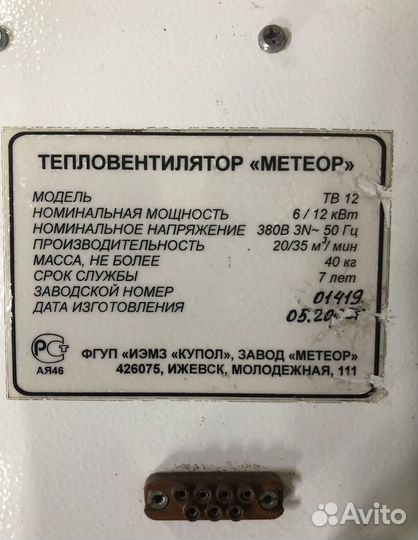 ТЕПЛОВЕНТИЛЯТОР «МЕТЕОР»
МОДЕЛЬ ТВ 12
НОМИНАЛЬНАЯ МОЩНОСТЬ 6 / 12 кВт
НОМИНАЛЬНОЕ НАПРЯЖЕНИЕ 380В 3N~ 50 Гц
ПРОИЗВОДИТЕЛЬНОСТЬ 20/35 м³/мин
МАССА, НЕ БОЛЕЕ 40 кг
СРОК СЛУЖБЫ 7 лет
ЗАВОДСКОЙ НОМЕР 01419
ДАТА ИЗГОТОВЛЕНИЯ
РСТ
АЯ46
ФГУП «ИЭМЗ «КУПОЛ», ЗАВОД «МЕТЕОР»
426075, ИЖЕВСК, МОЛОДЕЖНАЯ, 111
Avito